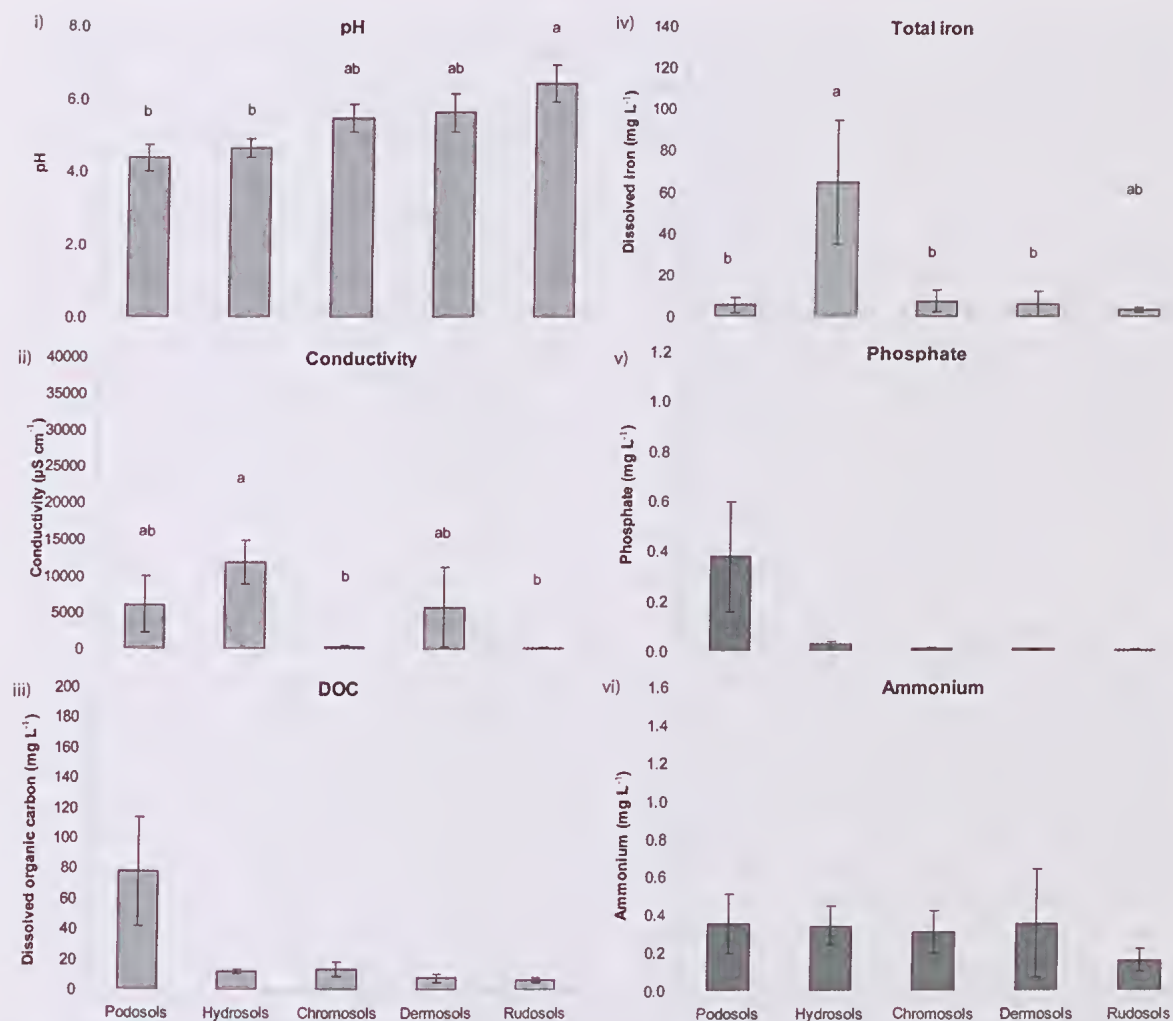 i)
pH
8.0
6.0
4.0
2.0
0.0
pH
b
b
ab
ab
a
ii)
Conductivity
40000
35000
30000
25000
20000
15000
10000
5000
0
Conductivity (µS cm⁻¹)
ab
a
b
ab
b
iii)
DOC
200
180
160
140
120
100
80
60
40
20
0
Dissolved organic carbon (mg L⁻¹)
Podosols Hydrosols Chromosols Dermosols Rudosols
iv)
Total iron
140
120
100
80
60
40
20
0
Dissolved iron (mg L⁻¹)
b
a
b
b
ab
v)
Phosphate
1.2
1.0
0.8
0.6
0.4
0.2
0.0
Phosphate (mg L⁻¹)
vi)
Ammonium
1.6
1.4
1.2
1.0
0.8
0.6
0.4
0.2
0.0
Ammonium (mg L⁻¹)
Podosols Hydrosols Chromosols Dermosols Rudosols